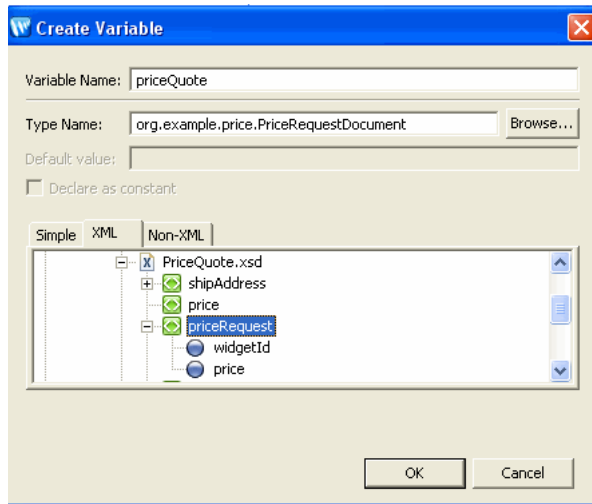 Create Variable
Variable Name: priceQuote
Type Name: org.example.price.PriceRequestDocument Browse...
Default value:
Declare as constant
Simple XML Non-XML
PriceQuote.xsd
shipAddress
price
priceRequest
widgetId
price
OK Cancel